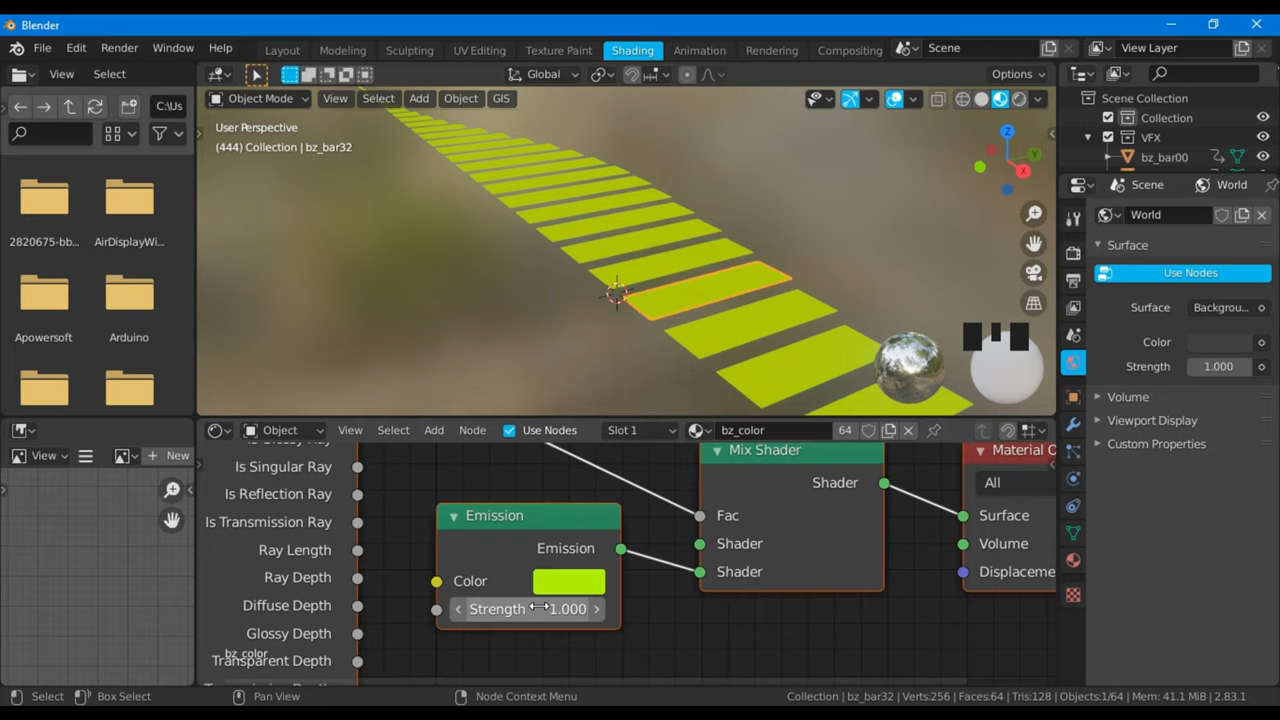 Blender
File Edit Render Window Help
Layout Modeling Sculpting UV Editing Texture Paint Shading Animation Rendering Compositing
Scene View Layer
View Select
Global Options
C:\Us
Object Mode View Select Add Object GIS
User Perspective
(444) Collection | bz_bar32
Scene Collection
Collection
VFX
bz_bar00
Scene World
World
Surface
Use Nodes
Surface Backgrou...
Color
Strength 1.000
Volume
Viewport Display
Custom Properties
2820675-bb... AirDisplayWi...
Apowersoft Arduino
View New
Object View Select Add Node Use Nodes Slot 1 bz_color 64
Is Singular Ray
Is Reflection Ray
Is Transmission Ray
Ray Length
Ray Depth
Diffuse Depth
Glossy Depth
Transparent Depth
bz_color
Emission
Emission
Color
Strength 1.000
Mix Shader
Shader
Fac
Shader
Shader
Material O
All
Surface
Volume
Displaceme
Select Box Select Pan View Node Context Menu
Collection | bz_bar32 | Verts:256 | Faces:64 | Tris:128 | Objects:1/64 | Mem: 41.1 MiB | 2.83.1